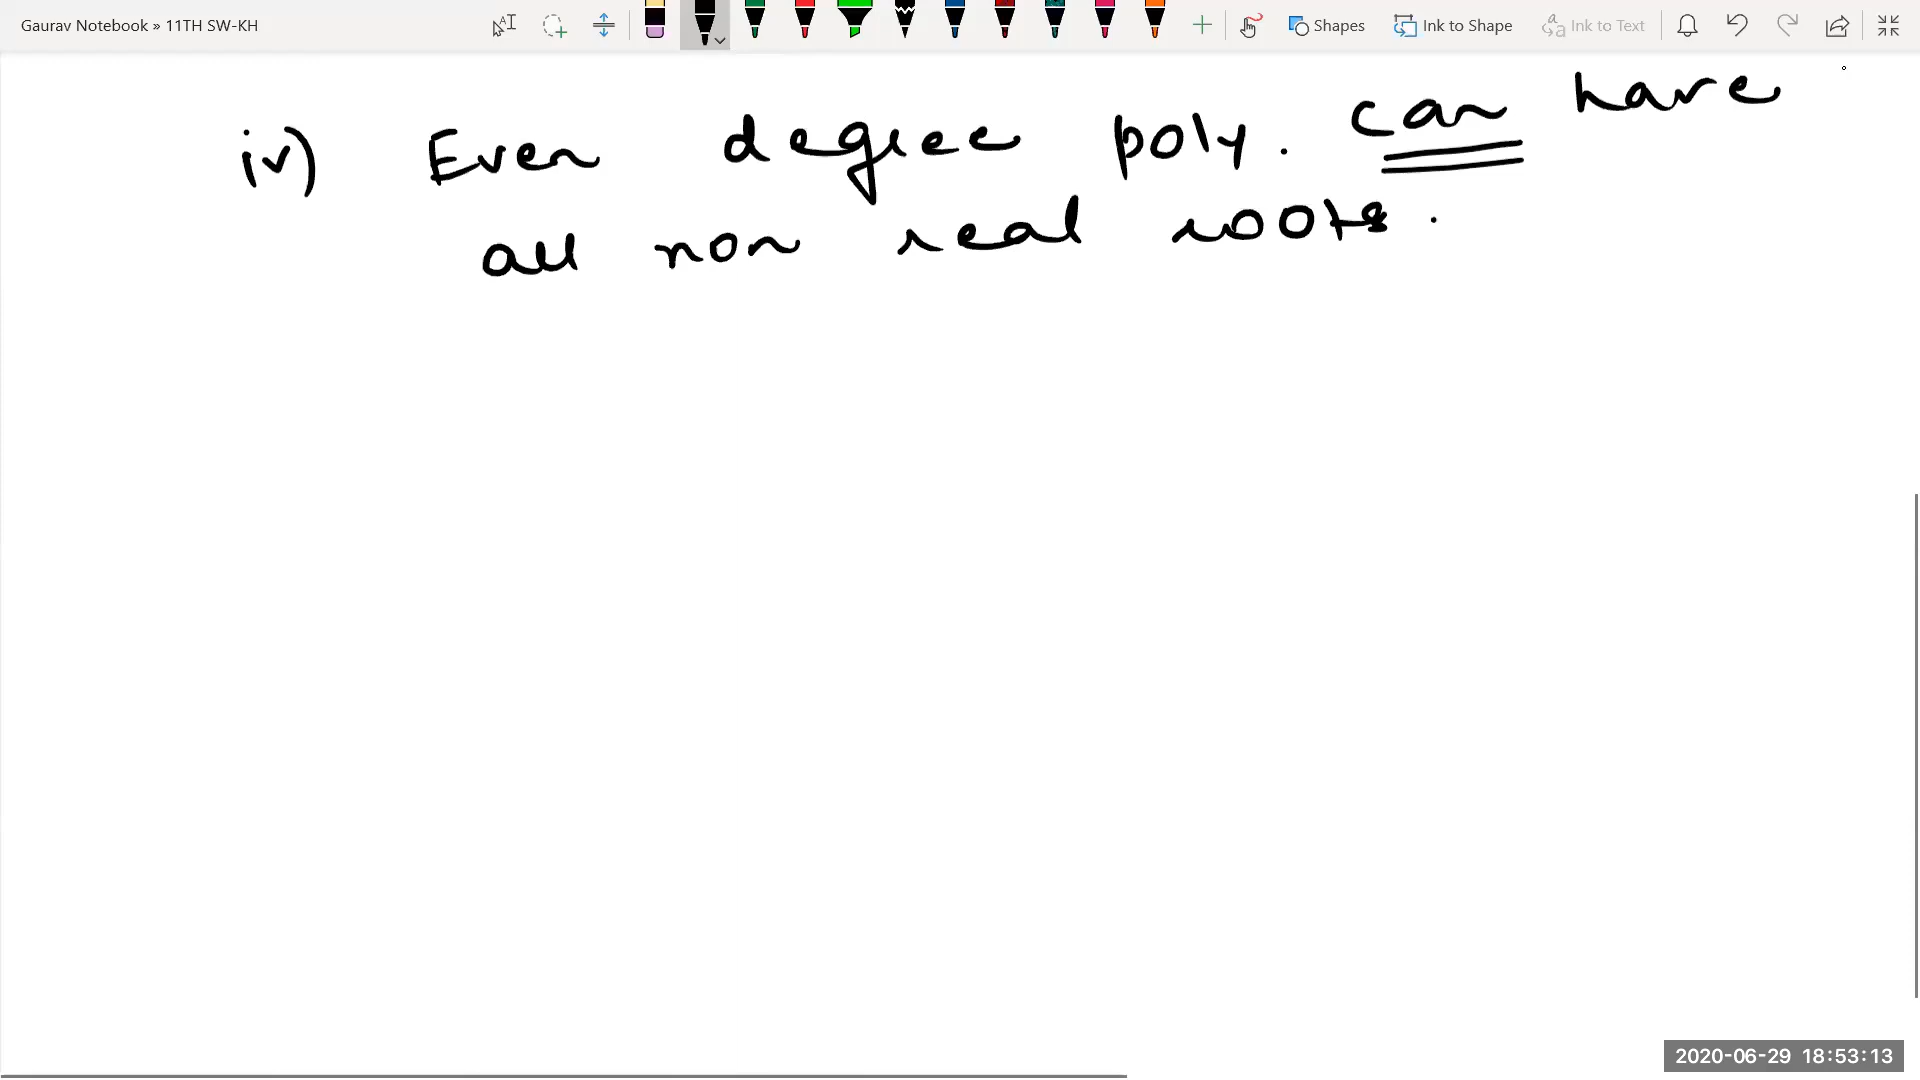 Gaurav Notebook » 11TH SW-KH
Shapes
Ink to Shape
Ink to Text
iv) Even degree poly. can have
all non real roots.
2020-06-29 18:53:13